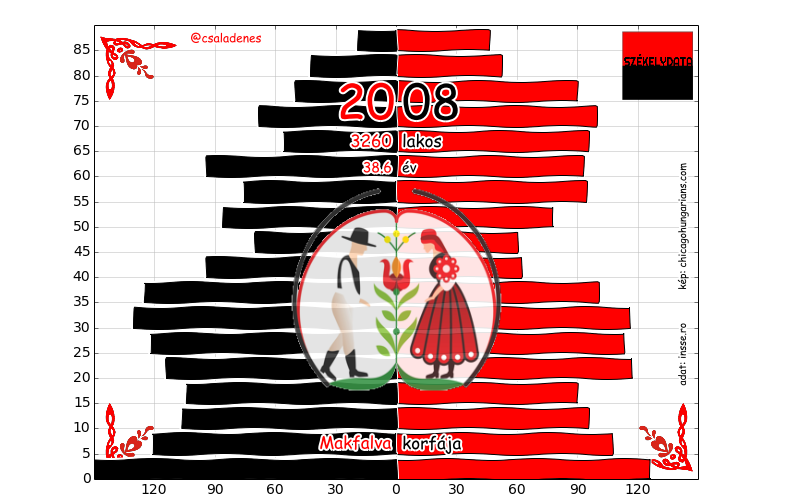 @csaladenes
SZÉKELYDATA
2008
3260 lakos
38.6 év
kép: chicagohungarians.com
adat: insse.ro
Makfalva korfája
85
80
75
70
65
60
55
50
45
40
35
30
25
20
15
10
5
0
120 90 60 30 0 30 60 90 120